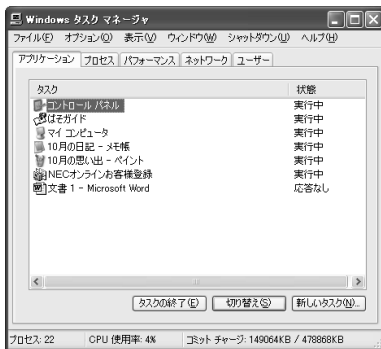 Windows タスク マネージャ
ファイル(F) オプション(O) 表示(V) ウィンドウ(W) シャットダウン(U) ヘルプ(H)
アプリケーション プロセス パフォーマンス ネットワーク ユーザー
タスク 状態
コントロール パネル 実行中
ぱそガイド 実行中
マイ コンピュータ 実行中
10月の日記 - メモ帳 実行中
10月の思い出 - ペイント 実行中
NECオンラインお客様登録 実行中
文書 1 - Microsoft Word 応答なし
タスクの終了(E) 切り替え(S) 新しいタスク(N)...
プロセス: 22 CPU 使用率: 4% コミット チャージ: 149064KB / 478868KB